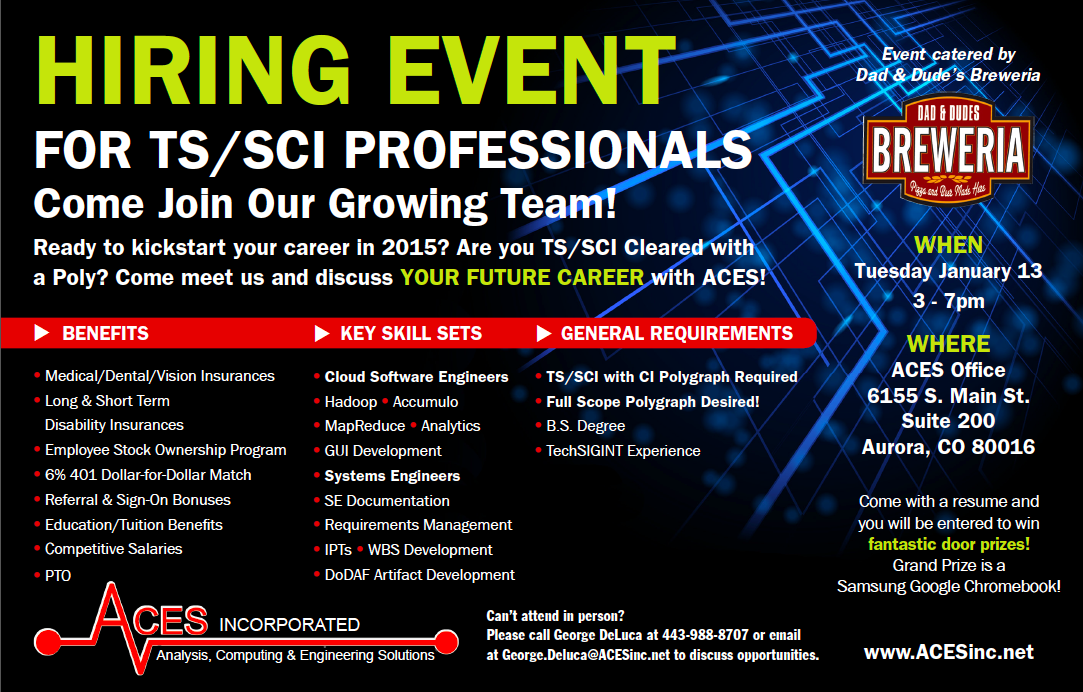 HIRING EVENT
FOR TS/SCI PROFESSIONALS
Come Join Our Growing Team!
Ready to kickstart your career in 2015? Are you TS/SCI Cleared with
a Poly? Come meet us and discuss YOUR FUTURE CAREER with ACES!
BENEFITS
• Medical/Dental/Vision Insurances
• Long & Short Term
Disability Insurances
• Employee Stock Ownership Program
• 6% 401 Dollar-for-Dollar Match
• Referral & Sign-On Bonuses
• Education/Tuition Benefits
• Competitive Salaries
• PTO
KEY SKILL SETS
• Cloud Software Engineers
• Hadoop • Accumulo
• MapReduce • Analytics
• GUI Development
• Systems Engineers
• SE Documentation
• Requirements Management
• IPTs • WBS Development
• DoDAF Artifact Development
GENERAL REQUIREMENTS
• TS/SCI with CI Polygraph Required
• Full Scope Polygraph Desired!
• B.S. Degree
• TechSIGINT Experience
Event catered by
Dad & Dude's Breweria
DAD & DUDES
BREWERIA
Pizza and Beer Made Here
WHEN
Tuesday January 13
3 - 7pm
WHERE
ACES Office
6155 S. Main St.
Suite 200
Aurora, CO 80016
Come with a resume and
you will be entered to win
fantastic door prizes!
Grand Prize is a
Samsung Google Chromebook!
ACES INCORPORATED
Analysis, Computing & Engineering Solutions
Can't attend in person?
Please call George DeLuca at 443-988-8707 or email
at George.Deluca@ACESinc.net to discuss opportunities.
www.ACESinc.net